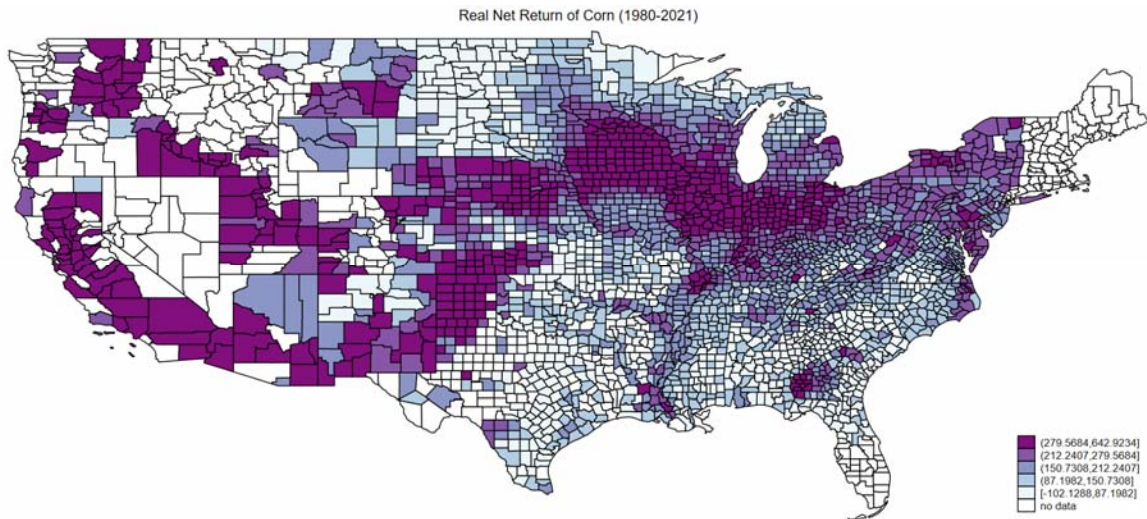 Real Net Return of Corn (1980-2021)
(279.5684,642.9234]
(212.2407,279.5684]
(150.7308,212.2407]
(87.1982,150.7308]
[-102.1288,87.1982]
no data